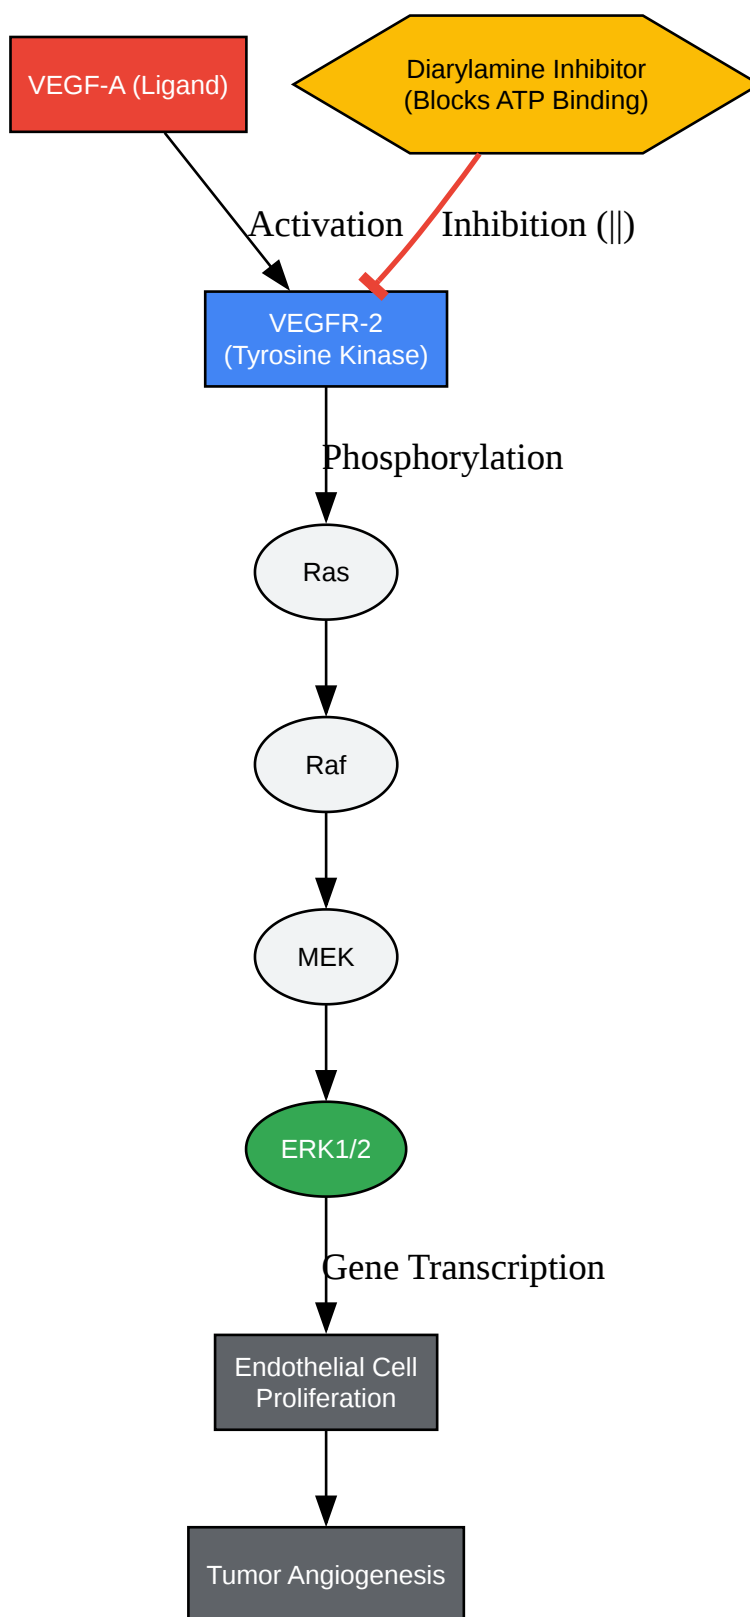 VEGF-A (Ligand)
Diarylamine Inhibitor
(Blocks ATP Binding)
Activation
Inhibition (||)
VEGFR-2
(Tyrosine Kinase)
Phosphorylation
Ras
Raf
MEK
ERK1/2
Gene Transcription
Endothelial Cell
Proliferation
Tumor Angiogenesis